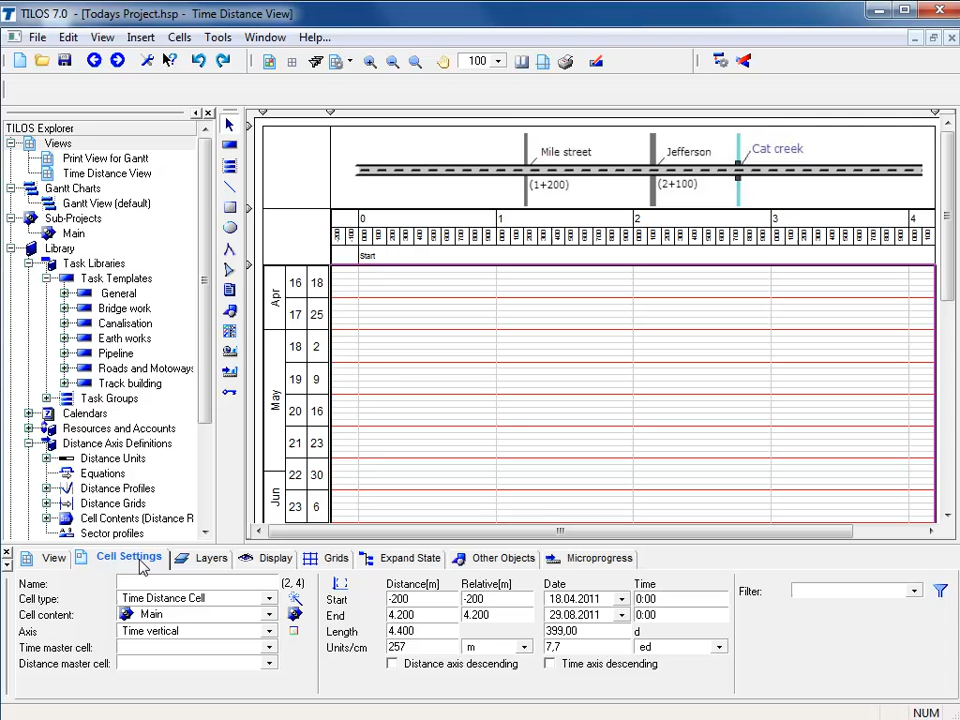 TILOS 7.0 - [Todays Project.hsp - Time Distance View]
File Edit View Insert Cells Tools Window Help...
100
TILOS Explorer
Views
Print View for Gantt
Time Distance View
Gantt Charts
Gantt View (default)
Sub-Projects
Main
Library
Task Libraries
Task Templates
General
Bridge work
Canalisation
Earth works
Pipeline
Roads and Motoways
Track building
Task Groups
Calendars
Resources and Accounts
Distance Axis Definitions
Distance Units
Equations
Distance Profiles
Distance Grids
Cell Contents (Distance R
Sector profiles
Mile street Jefferson Cat creek
(1+200) (2+100)
0 1 2 3 4
Start
Apr 16 18
17 25
May 18 2
19 9
20 16
21 23
Jun 22 30
23 6
View Cell Settings Layers Display Grids Expand State Other Objects Microprogress
Name: (2, 4)
Cell type: Time Distance Cell
Cell content: Main
Axis Time vertical
Time master cell:
Distance master cell:
Distance[m] Relative[m] Date Time
Start -200 -200 18.04.2011 0:00
End 4.200 4.200 29.08.2011 0:00
Length 4.400 399,00 d
Units/cm 257 m 7,7 ed
Distance axis descending Time axis descending
Filter:
NUM